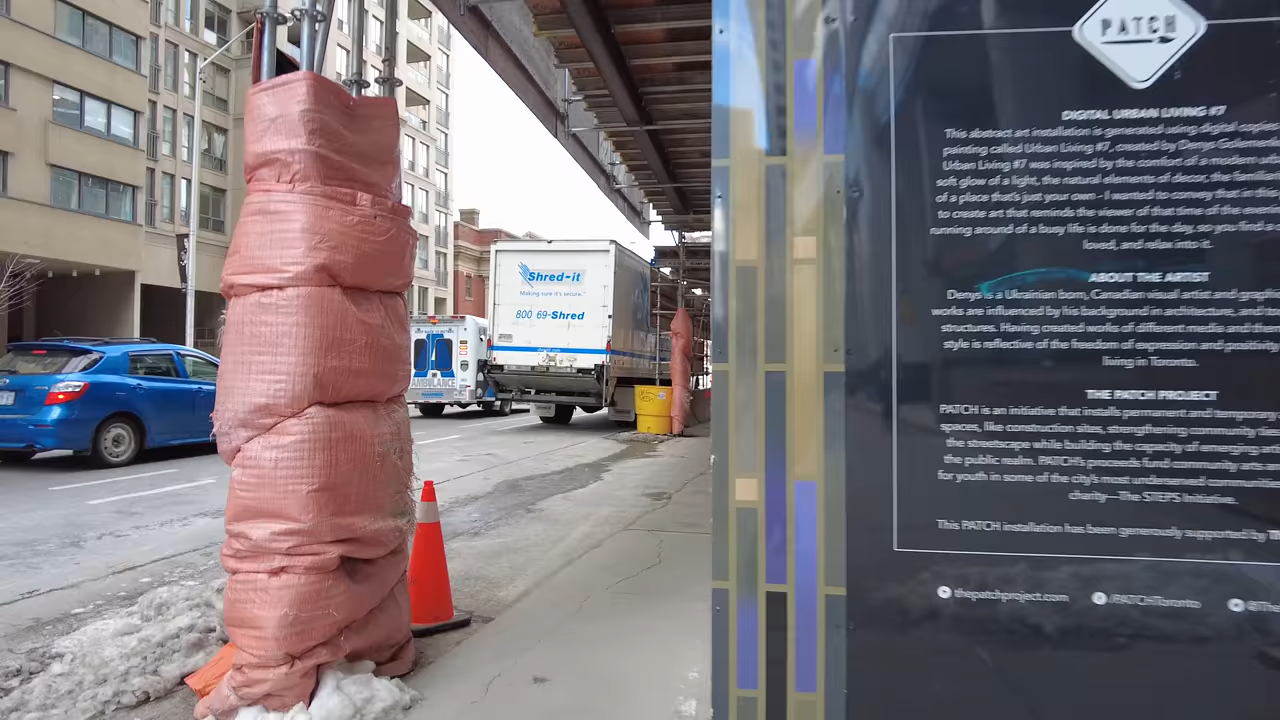 Shred-it
Making sure it's secure.™
800 69-Shred
AMBULANCE
PATCH
DIGITAL URBAN LIVING #7
This abstract art installation is generated using digital copies
painting called Urban Living #7, created by Denys
Urban Living #7 was inspired by the comfort of a modern
soft glow of a light, the natural elements of decor, the
of a place that's just your own - I wanted to convey that in this
to create art that reminds the viewer of that time of the
running around of a busy life is done for the day, so you find a
loved, and relax into it.
ABOUT THE ARTIST
Denys is a Ukrainian born, Canadian visual artist and
works are influenced by his background in architecture, and
structures. Having created works of different media and
style is reflective of the freedom of expression and positivity
living in Toronto.
THE PATCH PROJECT
PATCH is an initiative that installs permanent and temporary
spaces, like construction sites, strengthening community
the streetscape while building the capacity of emerging
the public realm. PATCH's proceeds fund community arts
for youth in some of the city's most underserved
charity—The STEPS Initiative.
This PATCH installation has been generously supported by
thepatchproject.com /PATCHToronto